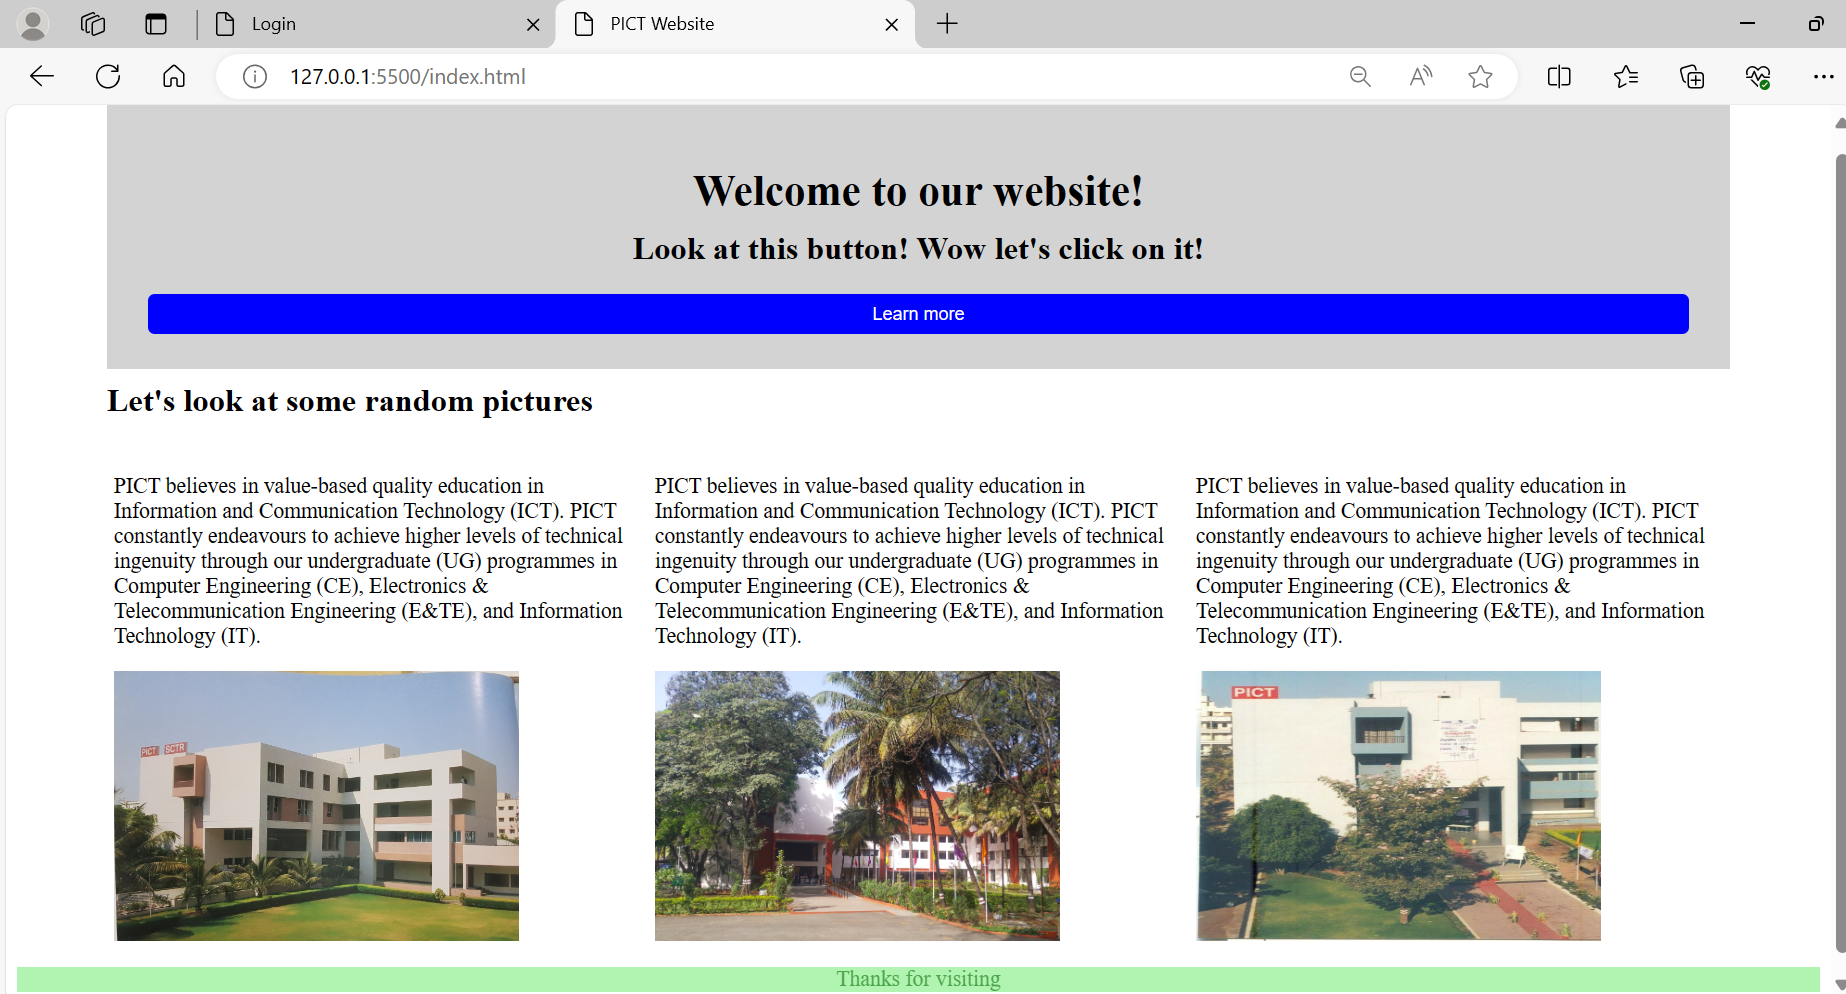 Login
PICT Website
127.0.0.1:5500/index.html
Welcome to our website!
Look at this button! Wow let's click on it!
Learn more
Let's look at some random pictures
PICT believes in value-based quality education in
Information and Communication Technology (ICT). PICT
constantly endeavours to achieve higher levels of technical
ingenuity through our undergraduate (UG) programmes in
Computer Engineering (CE), Electronics &
Telecommunication Engineering (E&TE), and Information
Technology (IT).
PICT believes in value-based quality education in
Information and Communication Technology (ICT). PICT
constantly endeavours to achieve higher levels of technical
ingenuity through our undergraduate (UG) programmes in
Computer Engineering (CE), Electronics &
Telecommunication Engineering (E&TE), and Information
Technology (IT).
PICT believes in value-based quality education in
Information and Communication Technology (ICT). PICT
constantly endeavours to achieve higher levels of technical
ingenuity through our undergraduate (UG) programmes in
Computer Engineering (CE), Electronics &
Telecommunication Engineering (E&TE), and Information
Technology (IT).
PICT SCTR
PICT
Thanks for visiting